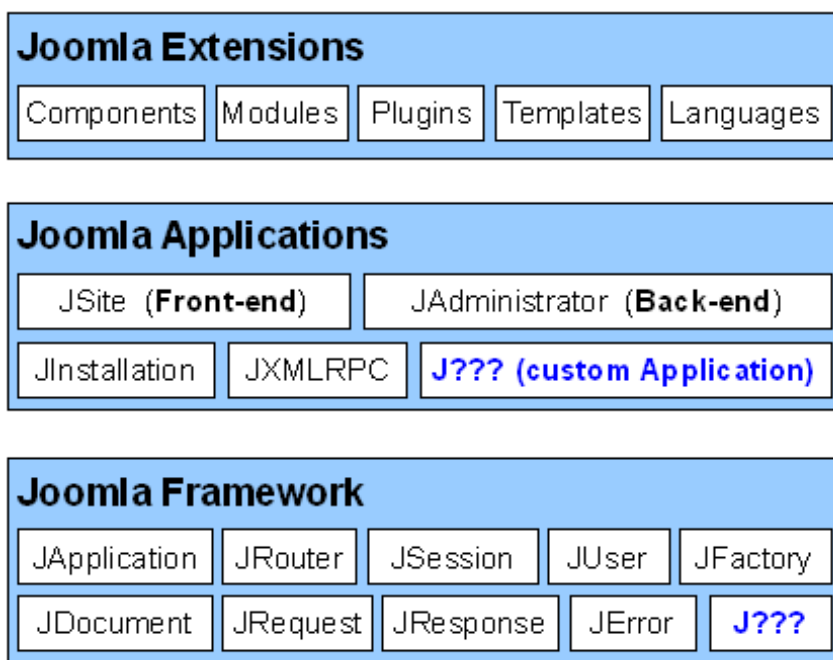 Joomla Extensions
Components Modules Plugins Templates Languages
Joomla Applications
JSite (Front-end) JAdministrator (Back-end)
JInstallation JXMLRPC J??? (custom Application)
Joomla Framework
JApplication JRouter JSession JUser JFactory
JDocument JRequest JResponse JError J???